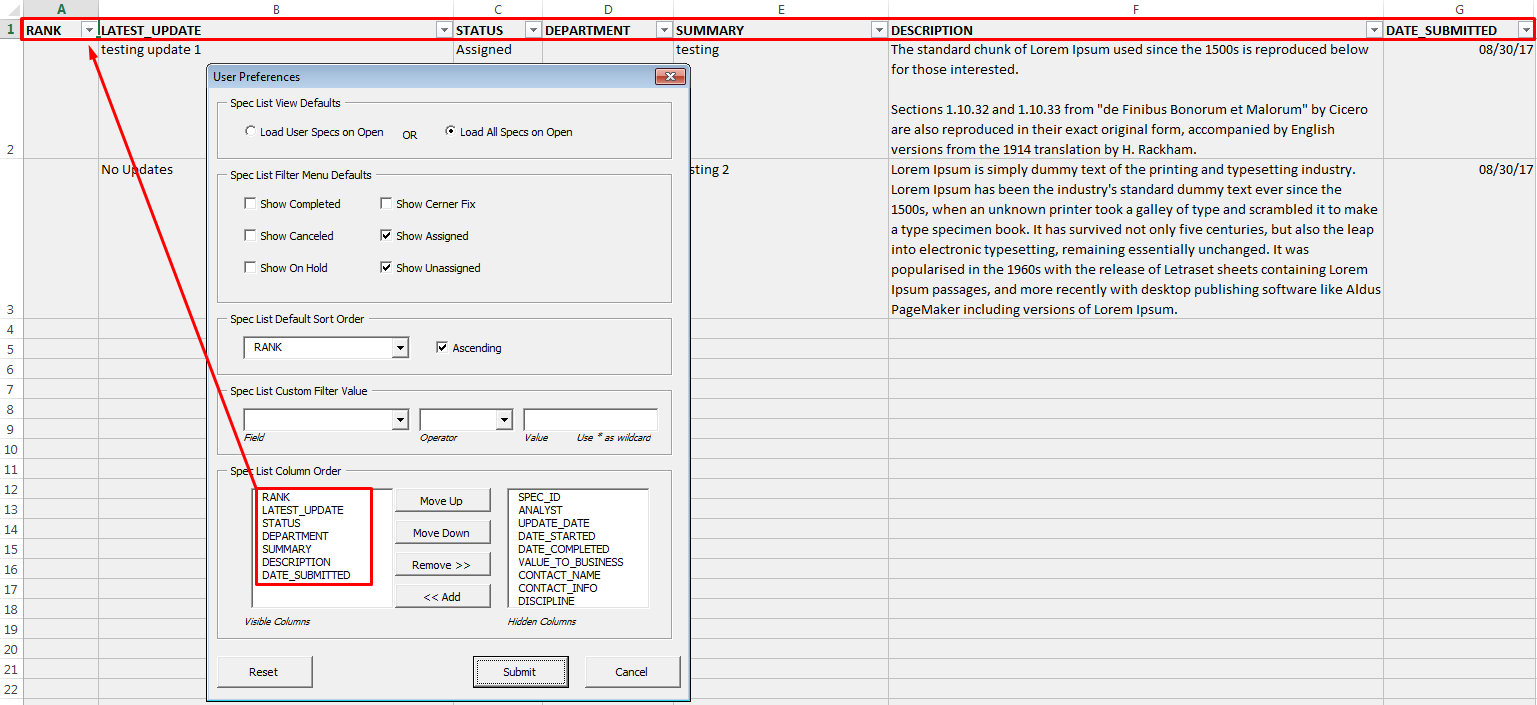 A B C D E F G
1 RANK LATEST_UPDATE STATUS DEPARTMENT SUMMARY DESCRIPTION DATE_SUBMITTED
testing update 1 Assigned testing The standard chunk of Lorem Ipsum used since the 1500s is reproduced below 08/30/17
for those interested.
Sections 1.10.32 and 1.10.33 from "de Finibus Bonorum et Malorum" by Cicero
are also reproduced in their exact original form, accompanied by English
2 versions from the 1914 translation by H. Rackham.
No Updates sting 2 Lorem Ipsum is simply dummy text of the printing and typesetting industry. 08/30/17
Lorem Ipsum has been the industry's standard dummy text ever since the
1500s, when an unknown printer took a galley of type and scrambled it to make
a type specimen book. It has survived not only five centuries, but also the leap
into electronic typesetting, remaining essentially unchanged. It was
popularised in the 1960s with the release of Letraset sheets containing Lorem
Ipsum passages, and more recently with desktop publishing software like Aldus
3 PageMaker including versions of Lorem Ipsum.
4
5
6
7
8
9
10
11
12
13
14
15
16
17
18
19
20
21
22
User Preferences
Spec List View Defaults
Load User Specs on Open OR Load All Specs on Open
Spec List Filter Menu Defaults
Show Completed Show Cerner Fix
Show Canceled Show Assigned
Show On Hold Show Unassigned
Spec List Default Sort Order
RANK Ascending
Spec List Custom Filter Value
Field Operator Value Use * as wildcard
Spec List Column Order
RANK
LATEST_UPDATE
STATUS
DEPARTMENT
SUMMARY
DESCRIPTION
DATE_SUBMITTED
Visible Columns
Move Up
Move Down
Remove >>
<< Add
SPEC_ID
ANALYST
UPDATE_DATE
DATE_STARTED
DATE_COMPLETED
VALUE_TO_BUSINESS
CONTACT_NAME
CONTACT_INFO
DISCIPLINE
Hidden Columns
Reset Submit Cancel